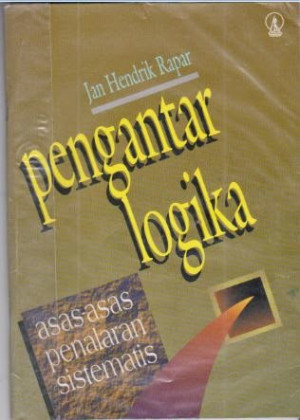 Jan Hendrik Rapar
pengantar
logika
asas-asas
penalaran
sistematis